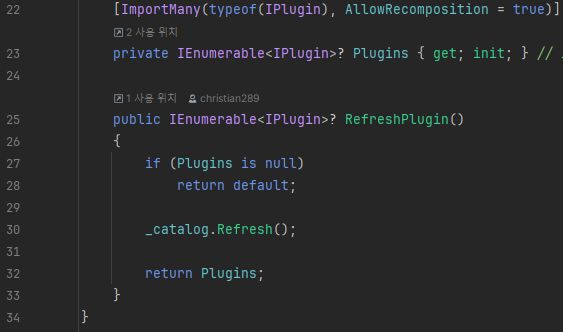 22 [ImportMany(typeof(IPlugin), AllowRecomposition = true)]
2 사용 위치
23 private IEnumerable<IPlugin>? Plugins { get; init; } //
24
1 사용 위치 christian289
25 public IEnumerable<IPlugin>? RefreshPlugin()
26 {
27 if (Plugins is null)
28 return default;
29
30 _catalog.Refresh();
31
32 return Plugins;
33 }
34 }